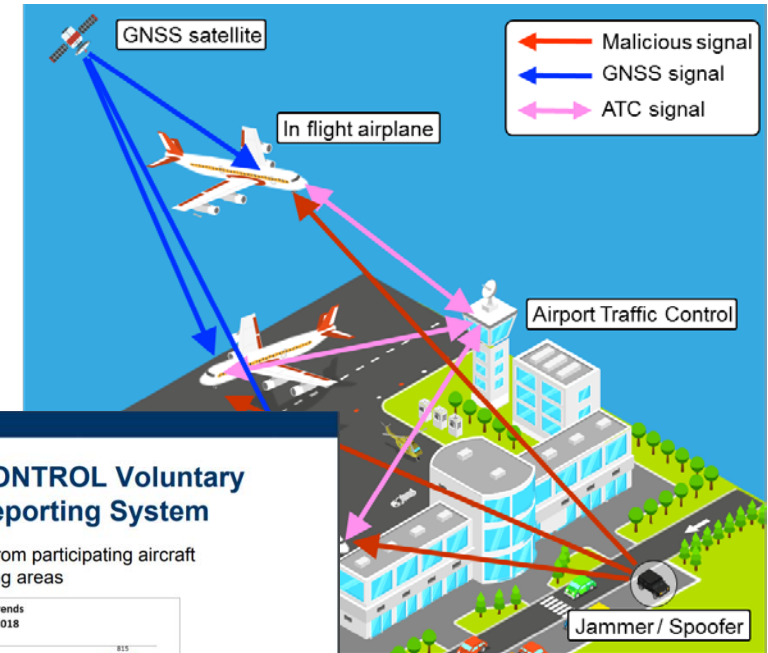 GNSS satellite
Malicious signal
GNSS signal
ATC signal
In flight airplane
Airport Traffic Control
ONTROL Voluntary
eporting System
rom participating aircraft
g areas
ends
018
815
Jammer / Spoofer